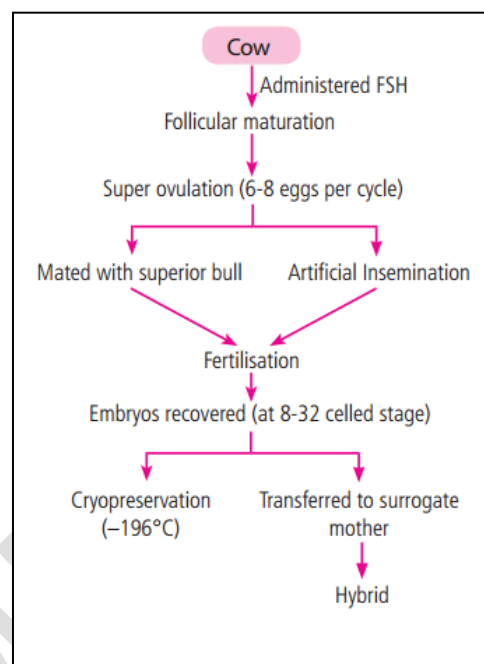 Cow
Administered FSH
Follicular maturation
Super ovulation (6-8 eggs per cycle)
Mated with superior bull
Artificial Insemination
Fertilisation
Embryos recovered (at 8-32 celled stage)
Cryopreservation
(–196°C)
Transferred to surrogate
mother
Hybrid